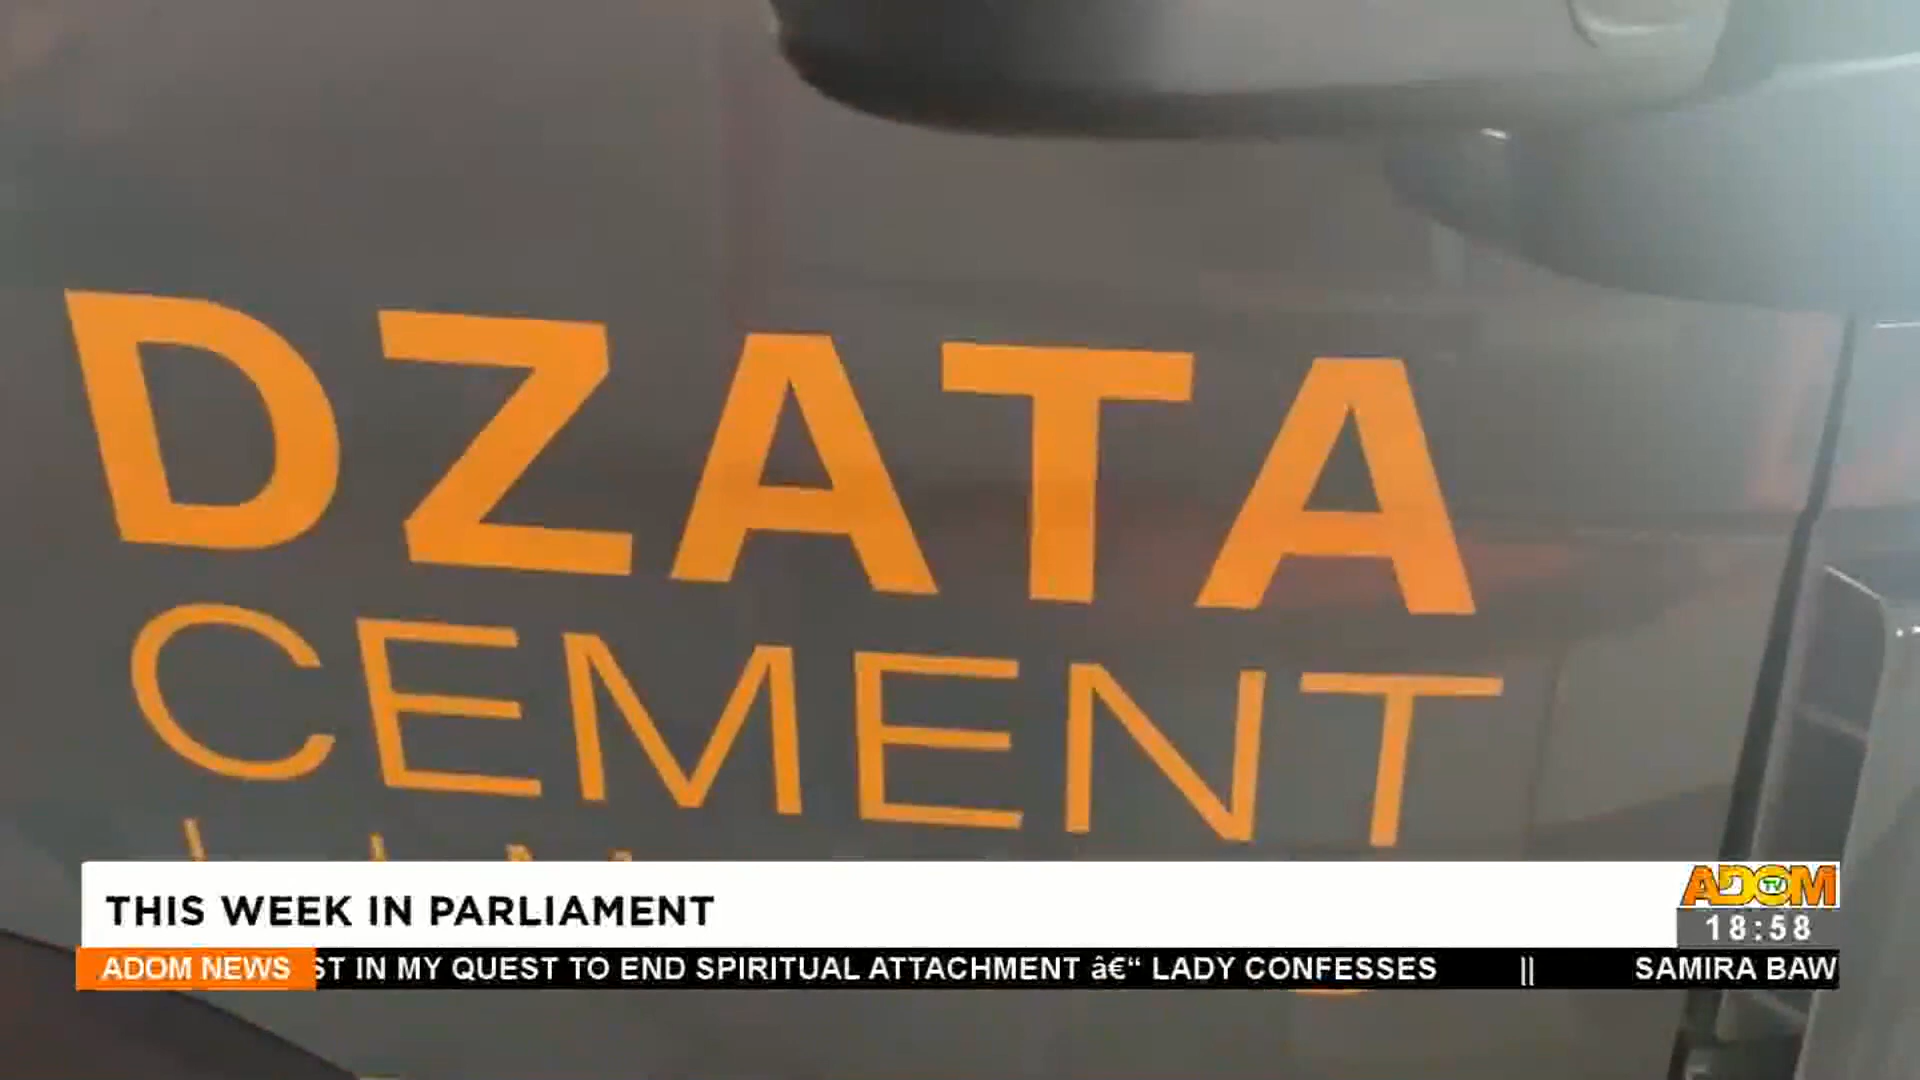 DZATA
CEMENT
THIS WEEK IN PARLIAMENT
ADOM TV
18:58
ADOM NEWS
ST IN MY QUEST TO END SPIRITUAL ATTACHMENT â€“ LADY CONFESSES || SAMIRA BAW